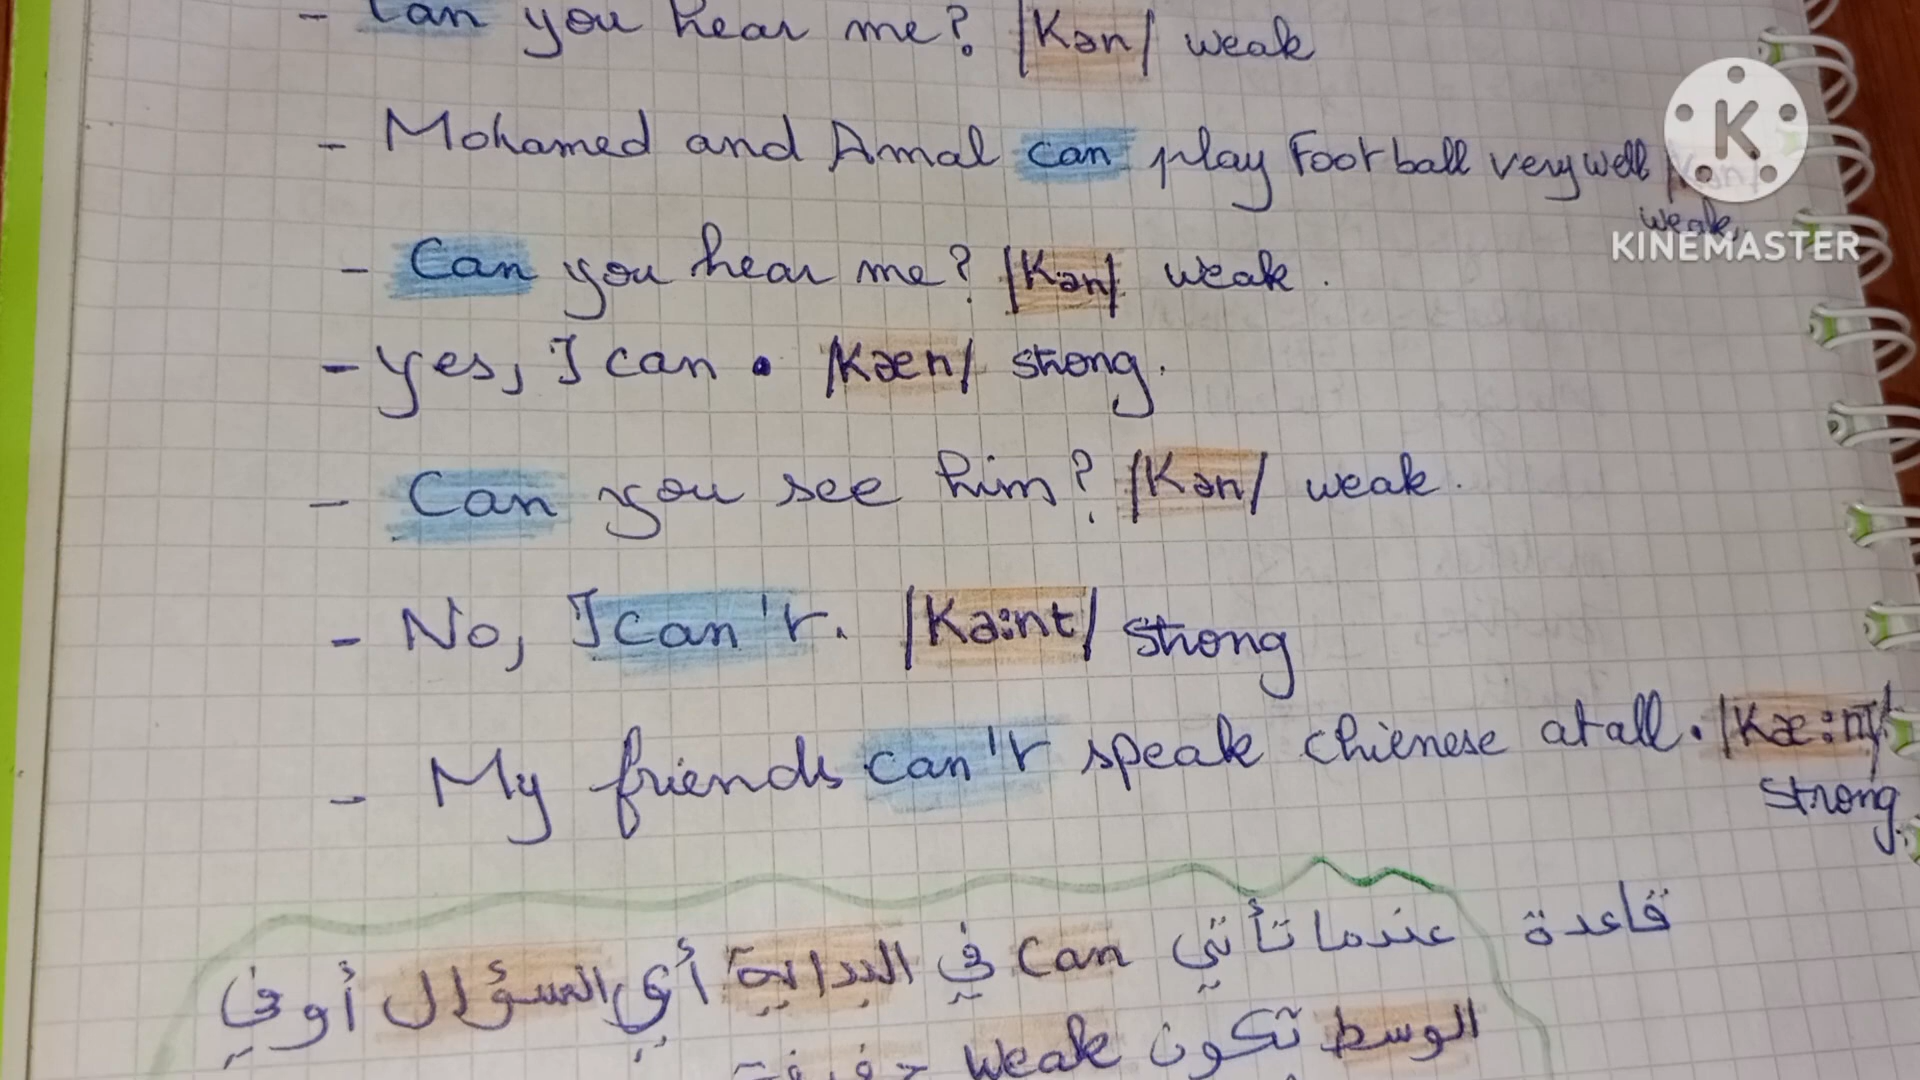 - Can you hear me? /Kən/ weak
- Mohamed and Amal can play Foot ball very well
weak
- Can you hear me? /Kən/ weak.
- Yes, I can. /Kæn/ strong.
- Can you see him? /Kən/ weak.
- No, I can't. /Kə:nt/ strong
- My friends can't speak chienese at all. /Kæ:nt/
strong.
قاعدة عندما تأتي can في البداية أي السؤال أو في
الوسط تكون weak
K
KINEMASTER